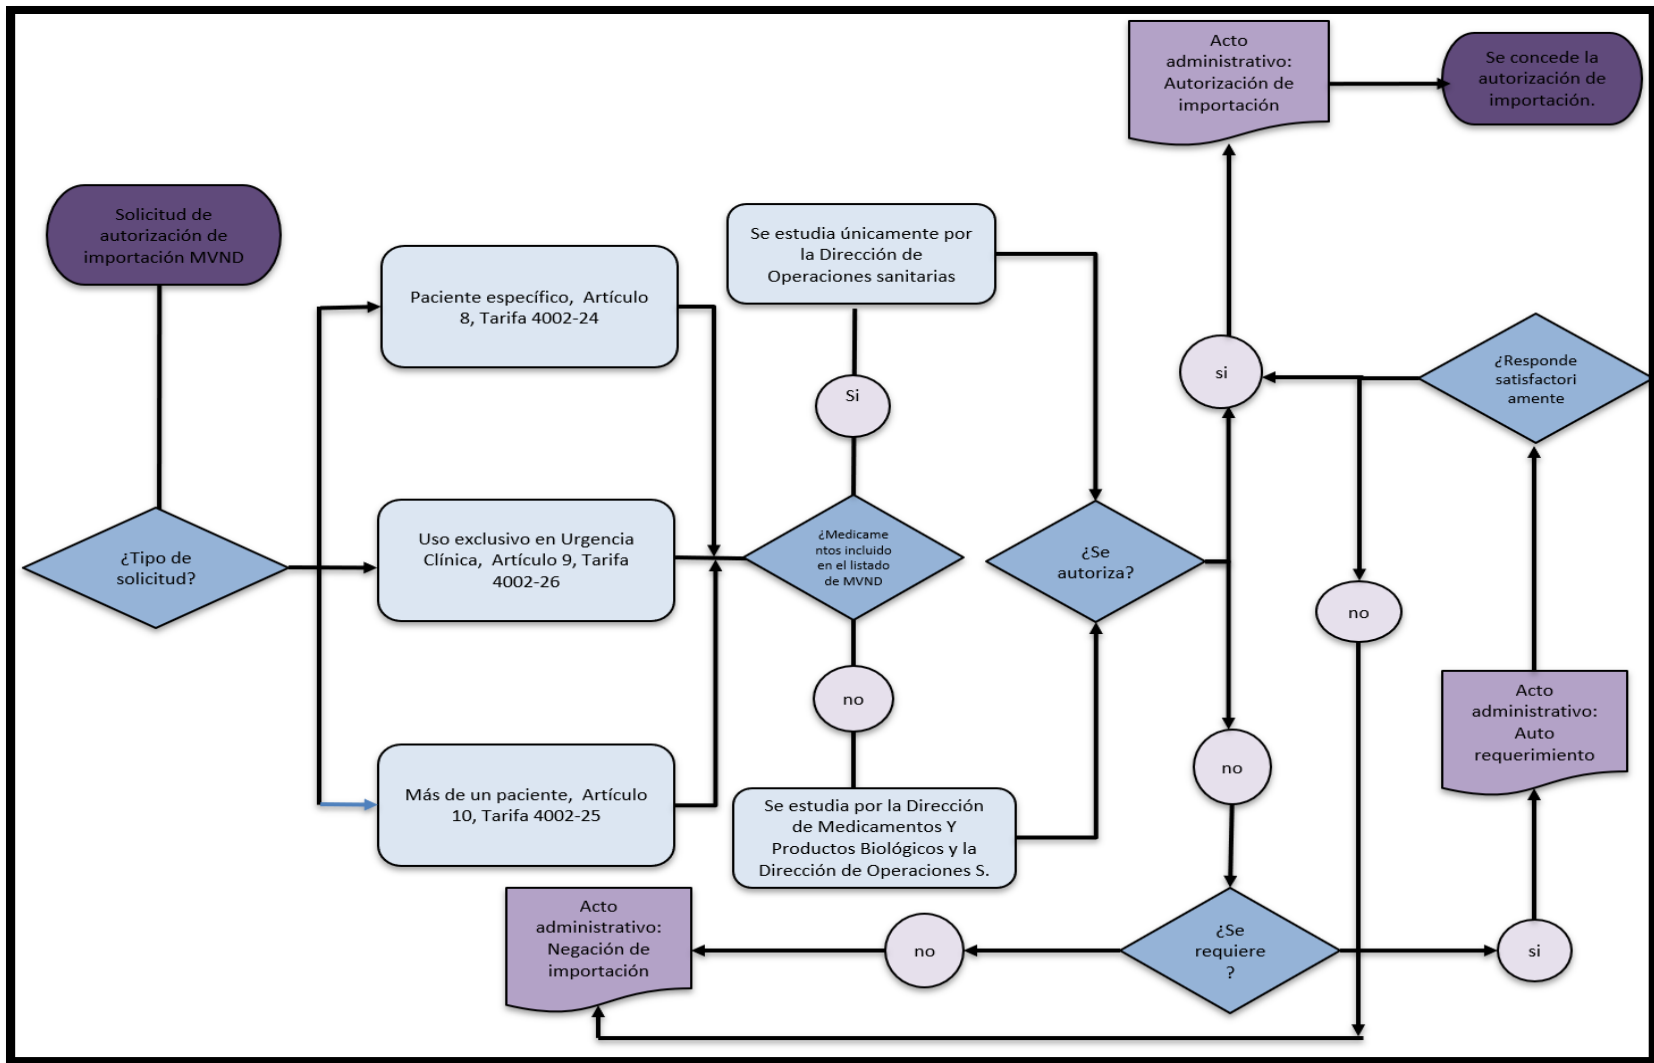 Solicitud de
autorización de
importación MVND
¿Tipo de
solicitud?
Paciente específico, Artículo
8, Tarifa 4002-24
Uso exclusivo en Urgencia
Clínica, Artículo 9, Tarifa
4002-26
Más de un paciente, Artículo
10, Tarifa 4002-25
Se estudia únicamente por
la Dirección de
Operaciones sanitarias
Si
¿Medicame
ntos incluido
en el listado
de MVND
no
Se estudia por la Dirección
de Medicamentos Y
Productos Biológicos y la
Dirección de Operaciones S.
¿Se
autoriza?
si
Acto
administrativo:
Autorización de
importación
Se concede la
autorización de
importación.
no
¿Se
requiere
?
no
Acto
administrativo:
Negación de
importación
si
Acto
administrativo:
Auto
requerimiento
¿Responde
satisfactori
amente
no